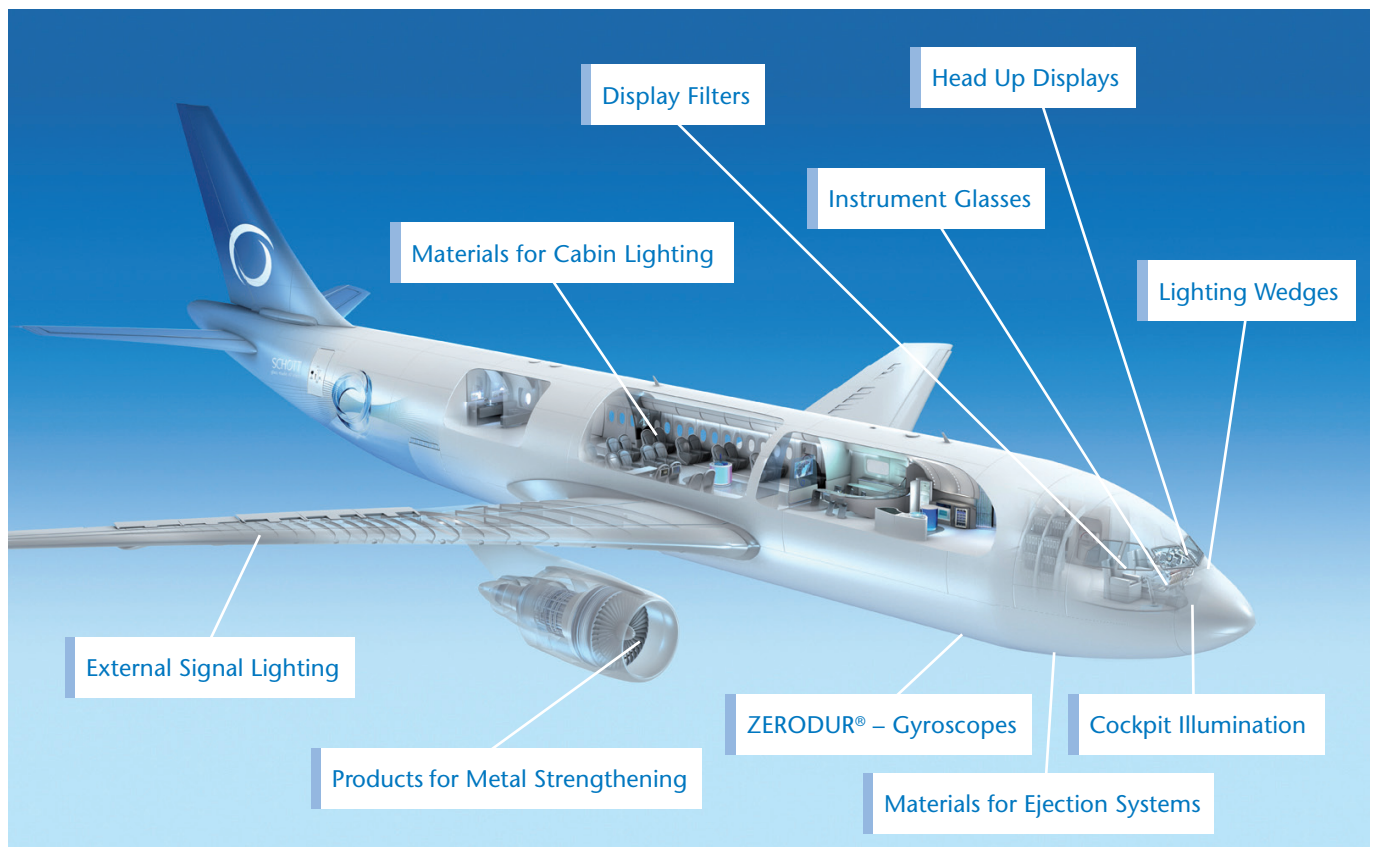 Head Up Displays
Display Filters
Instrument Glasses
Materials for Cabin Lighting
Lighting Wedges
SCHOTT
External Signal Lighting
ZERODUR® – Gyroscopes
Cockpit Illumination
Products for Metal Strengthening
Materials for Ejection Systems